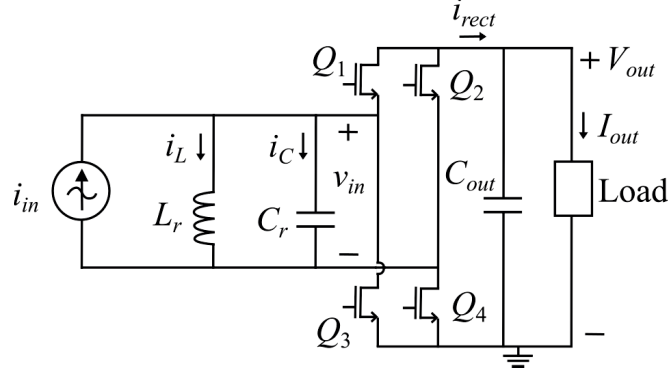 i_rect
Q_1
Q_2
+ V_out
i_L
i_C
+
I_out
i_in
v_in
C_out
Load
L_r
C_r
−
Q_3
Q_4
−